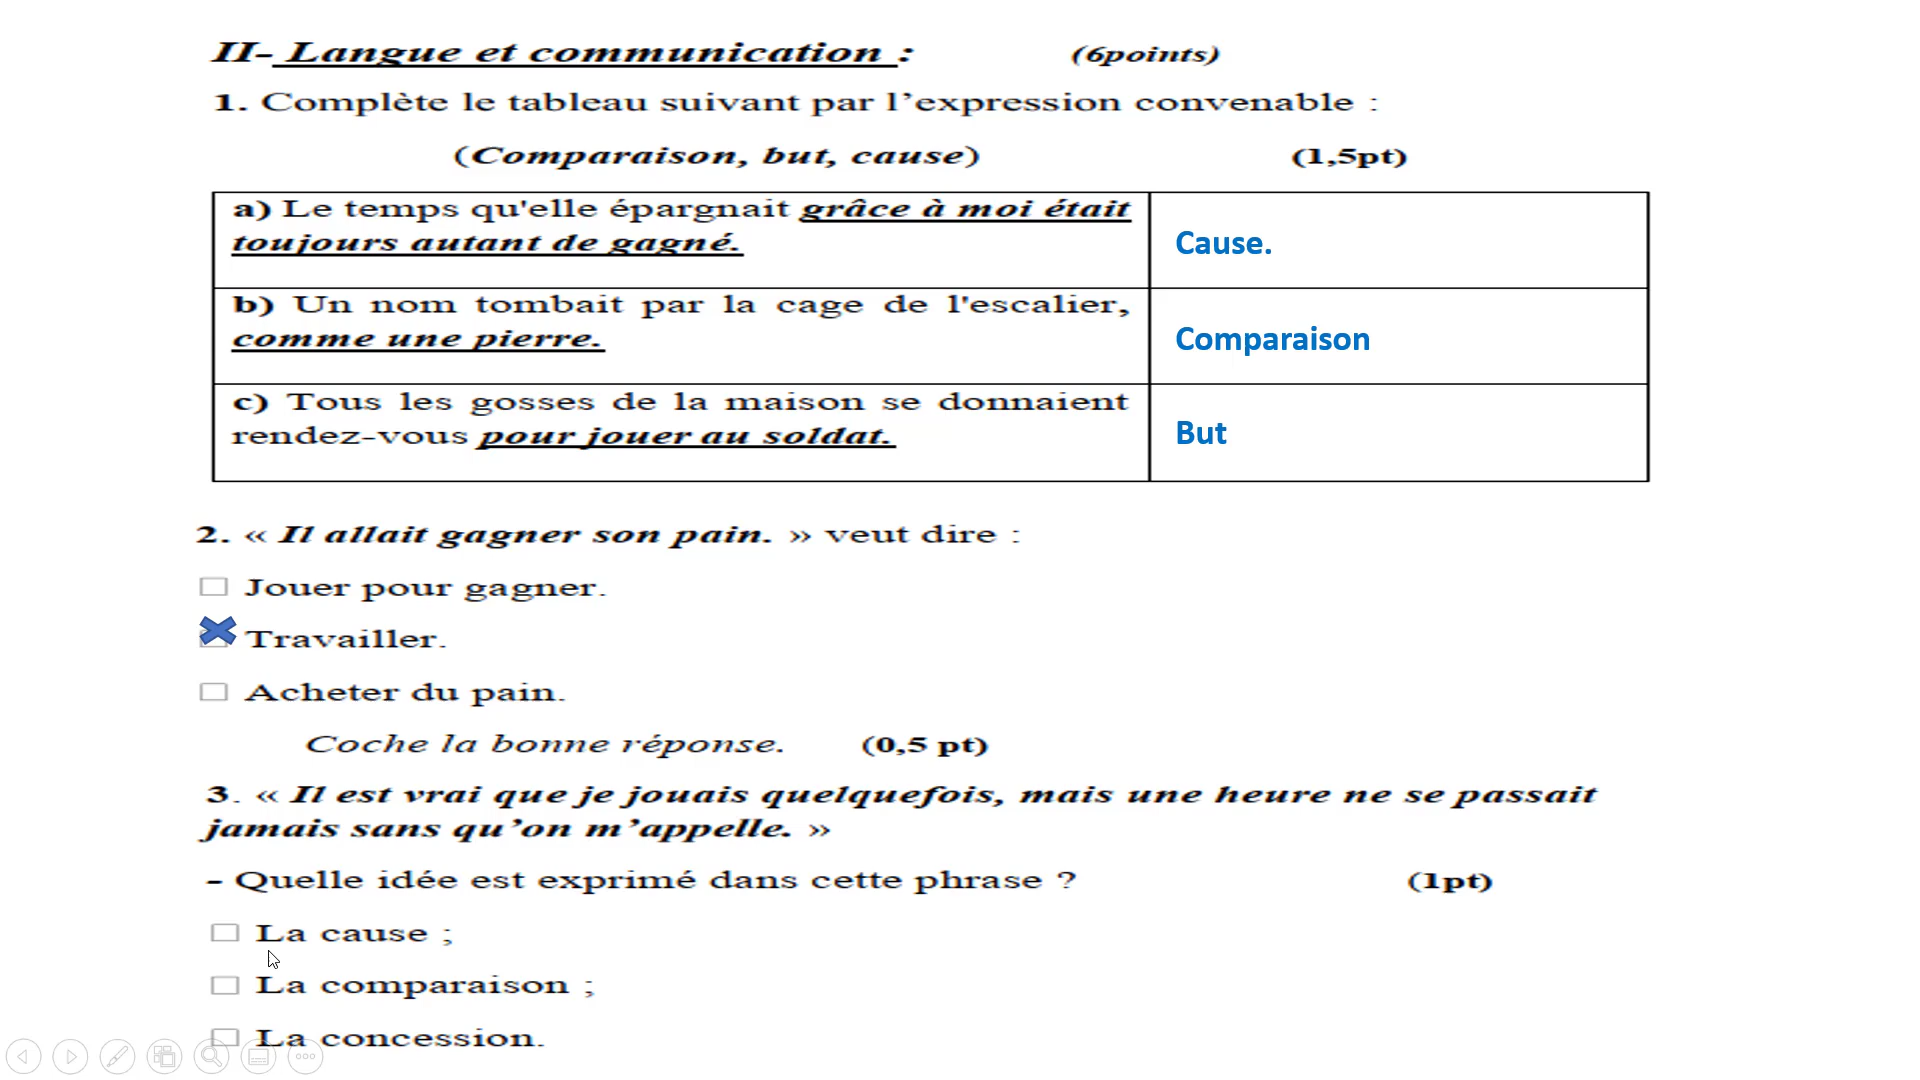 II- Langue et communication : (6points)
1. Complète le tableau suivant par l’expression convenable :
(Comparaison, but, cause) (1,5pt)
a) Le temps qu'elle épargnait grâce à moi était
toujours autant de gagné.
Cause.
b) Un nom tombait par la cage de l'escalier,
comme une pierre.
Comparaison
c) Tous les gosses de la maison se donnaient
rendez-vous pour jouer au soldat.
But
2. « Il allait gagner son pain. » veut dire :
Jouer pour gagner.
Travailler.
Acheter du pain.
Coche la bonne réponse. (0,5 pt)
3. « Il est vrai que je jouais quelquefois, mais une heure ne se passait
jamais sans qu’on m’appelle. »
- Quelle idée est exprimé dans cette phrase ? (1pt)
La cause ;
La comparaison ;
La concession.